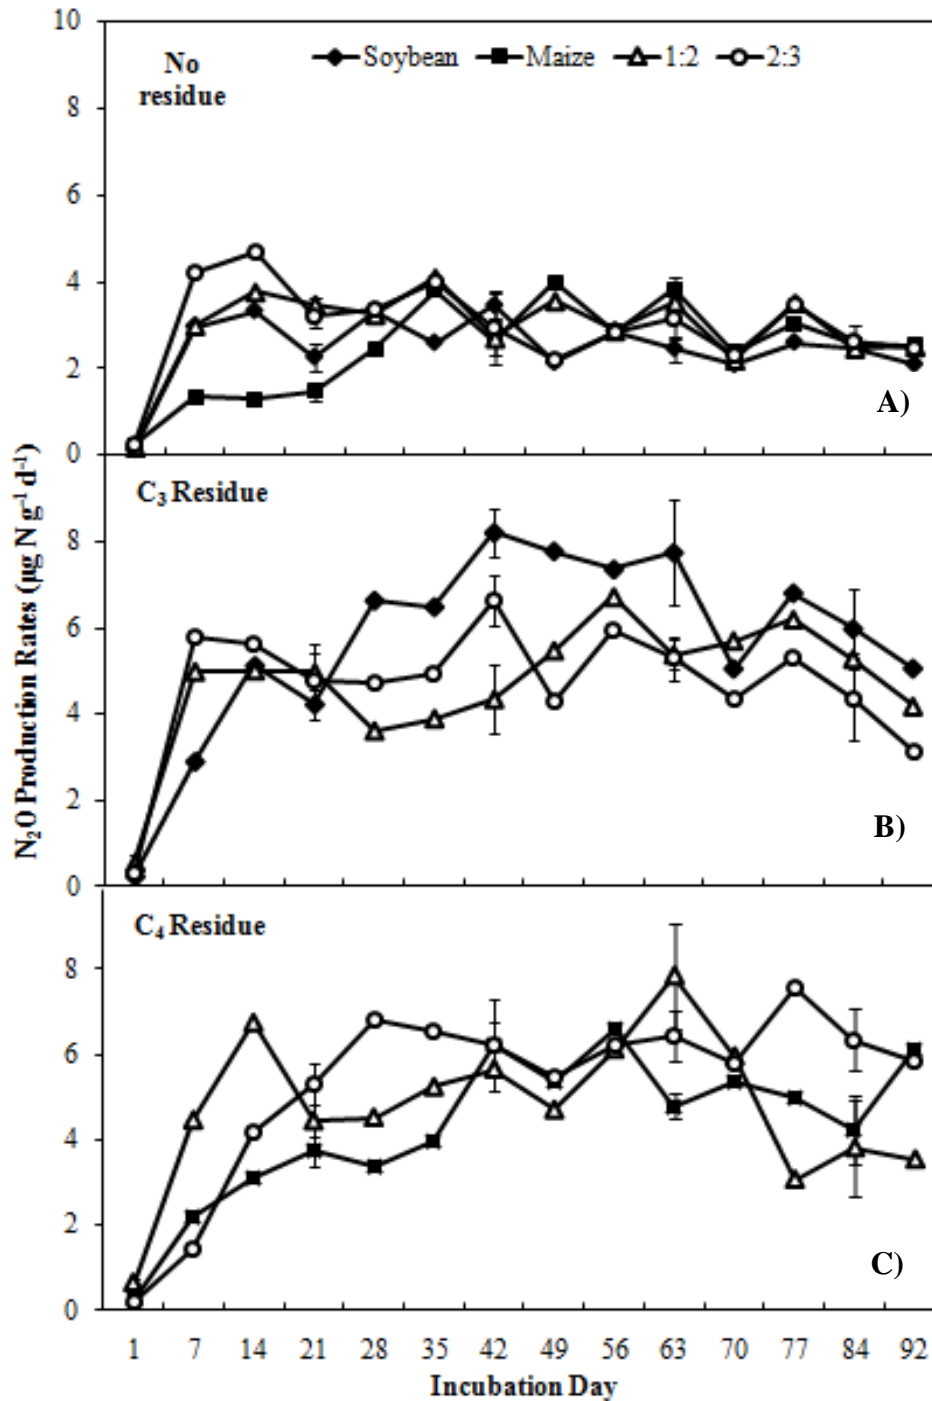 10
8
6
4
2
0
No
residue
Soybean Maize 1:2 2:3
A)
N₂O Production Rates (µg N g⁻¹ d⁻¹)
C₃ Residue
8
6
4
2
0
B)
C₄ Residue
8
6
4
2
0
C)
1 7 14 21 28 35 42 49 56 63 70 77 84 92
Incubation Day